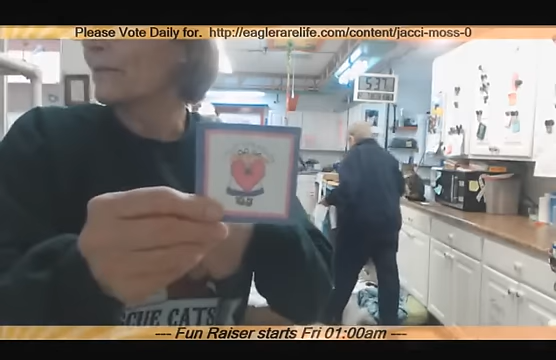 Please Vote Daily for.  http://eaglerarelife.com/content/jacci-moss-0
5:37
CUE CATS
--- Fun Raiser starts Fri 01:00am ---